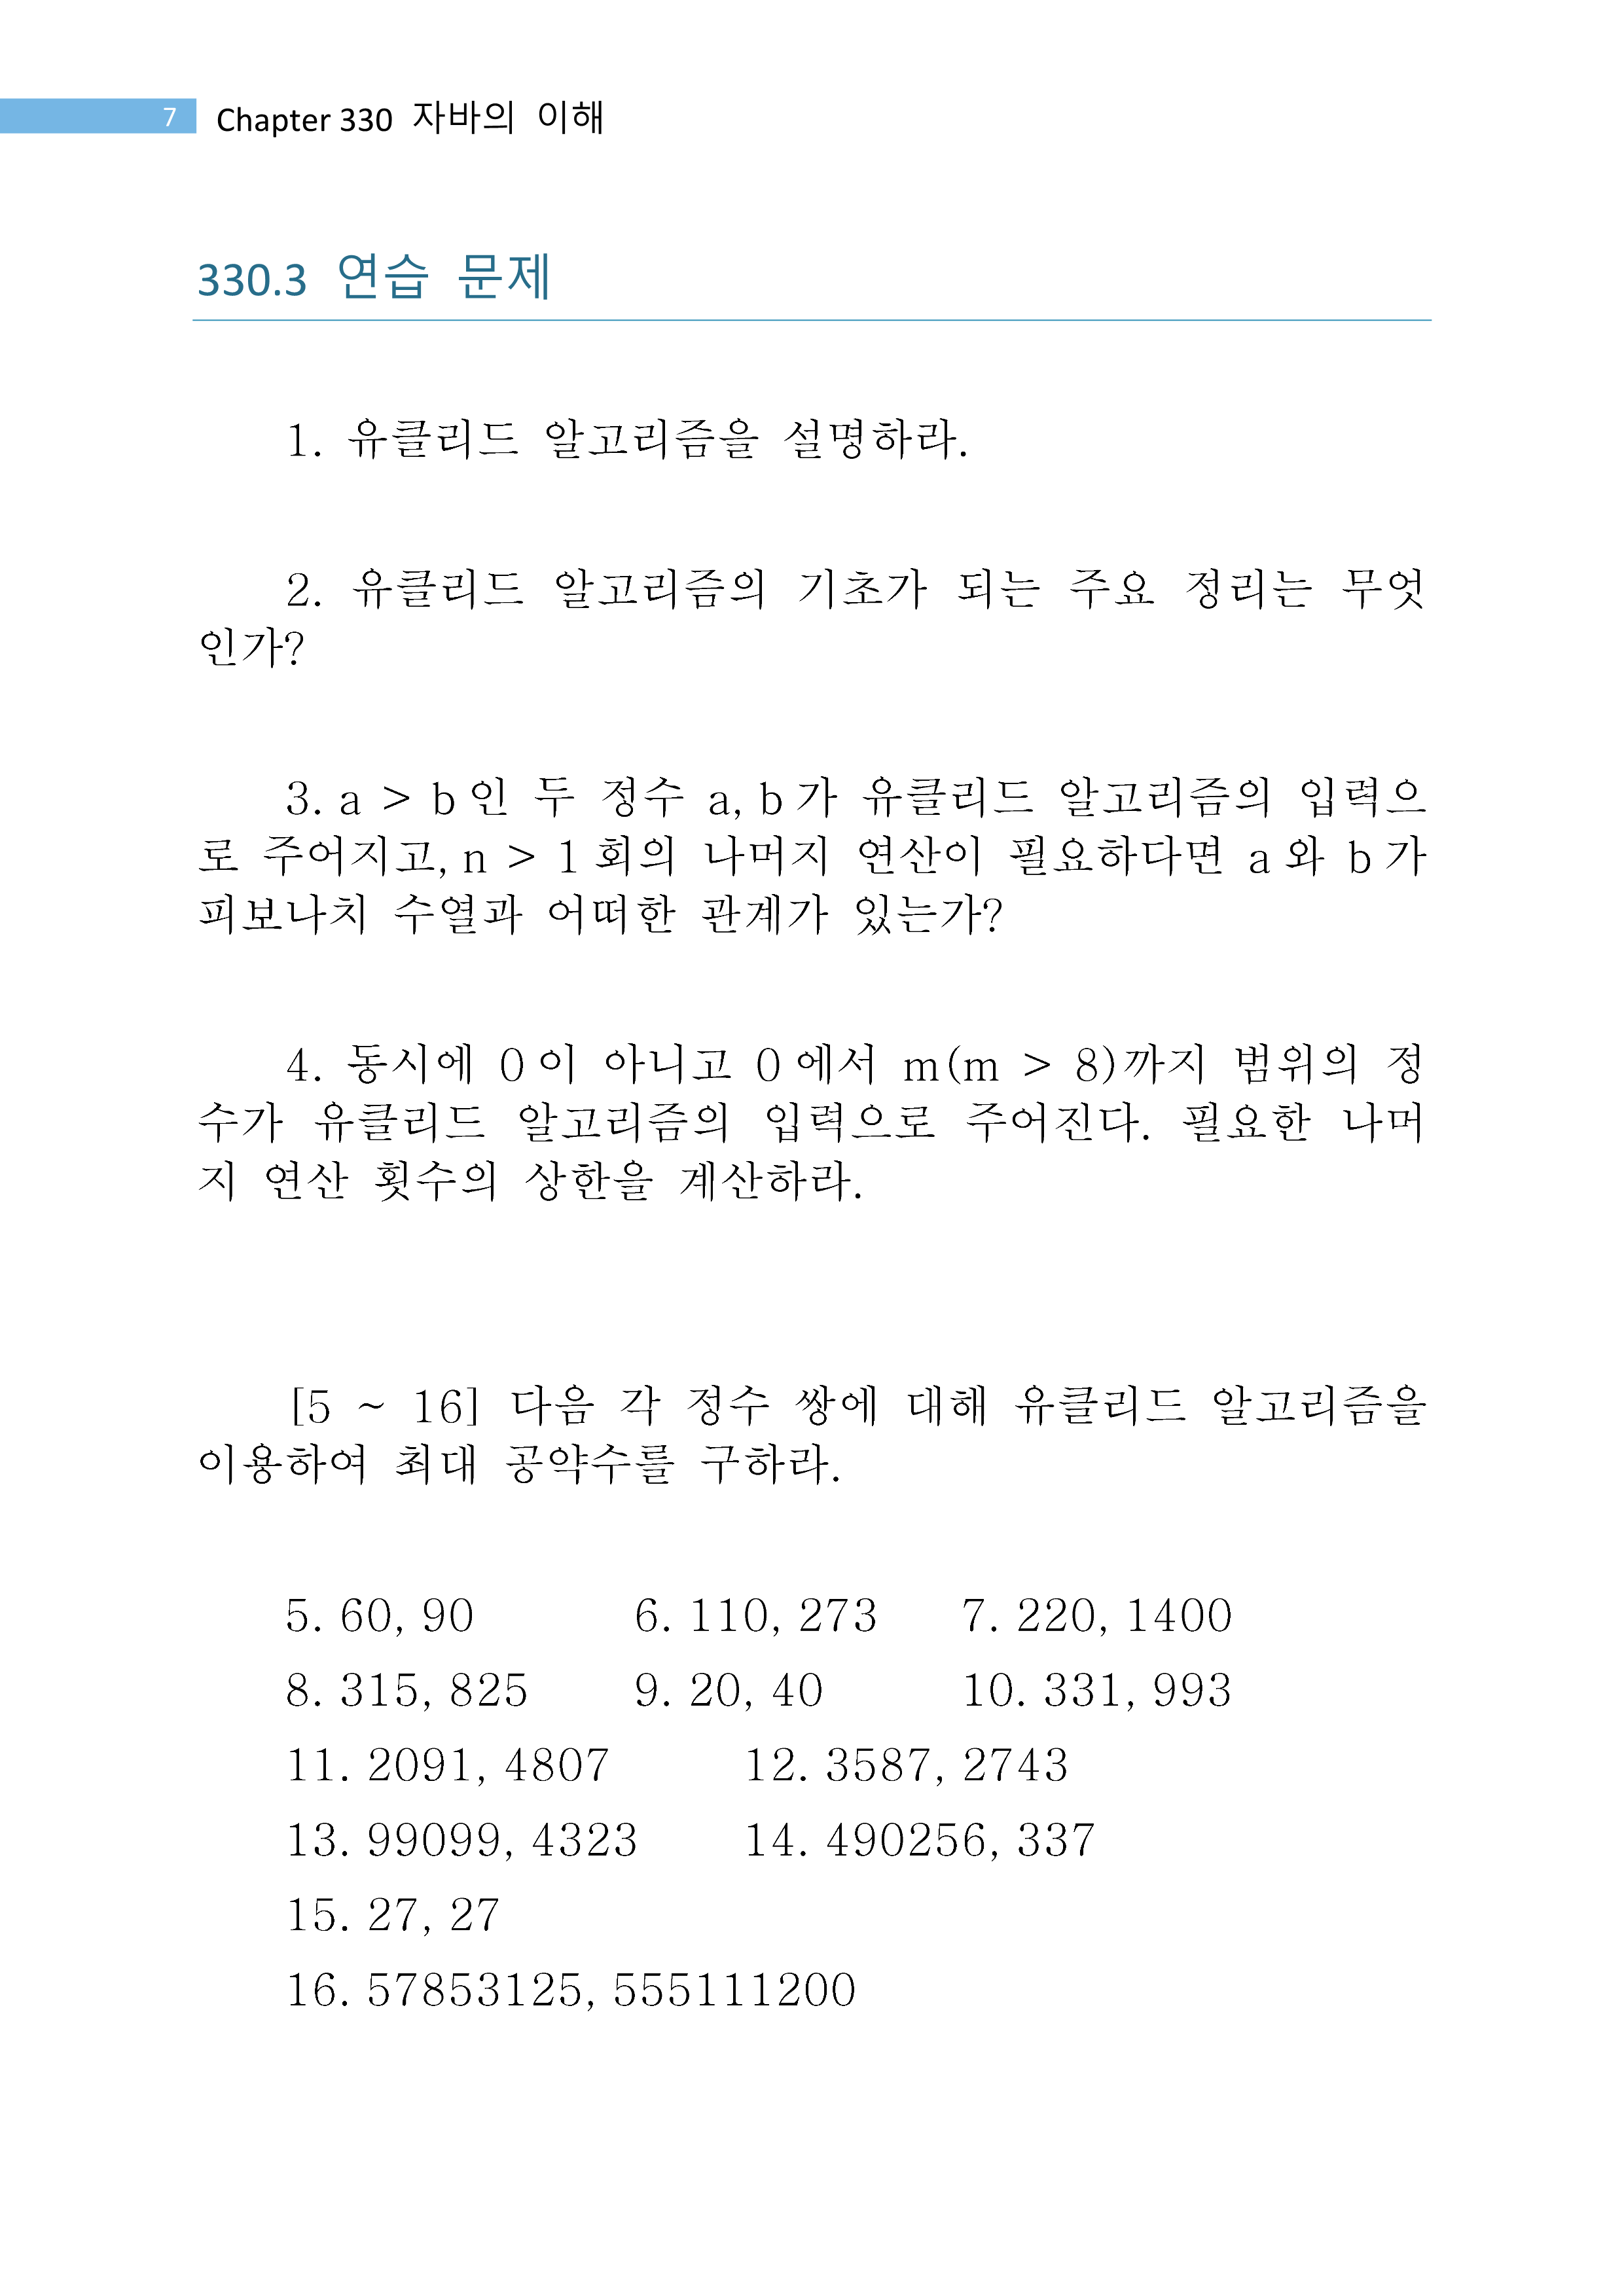 7 Chapter 330 자바의 이해
330.3 연습 문제
1. 유클리드 알고리즘을 설명하라.
2. 유클리드 알고리즘의 기초가 되는 주요 정리는 무엇
인가?
3. a > b인 두 정수 a, b가 유클리드 알고리즘의 입력으
로 주어지고, n > 1회의 나머지 연산이 필요하다면 a와 b가
피보나치 수열과 어떠한 관계가 있는가?
4. 동시에 0이 아니고 0에서 m(m > 8)까지 범위의 정
수가 유클리드 알고리즘의 입력으로 주어진다. 필요한 나머
지 연산 횟수의 상한을 계산하라.
[5 ~ 16] 다음 각 정수 쌍에 대해 유클리드 알고리즘을
이용하여 최대 공약수를 구하라.
5. 60, 90 6. 110, 273 7. 220, 1400
8. 315, 825 9. 20, 40 10. 331, 993
11. 2091, 4807 12. 3587, 2743
13. 99099, 4323 14. 490256, 337
15. 27, 27
16. 57853125, 555111200